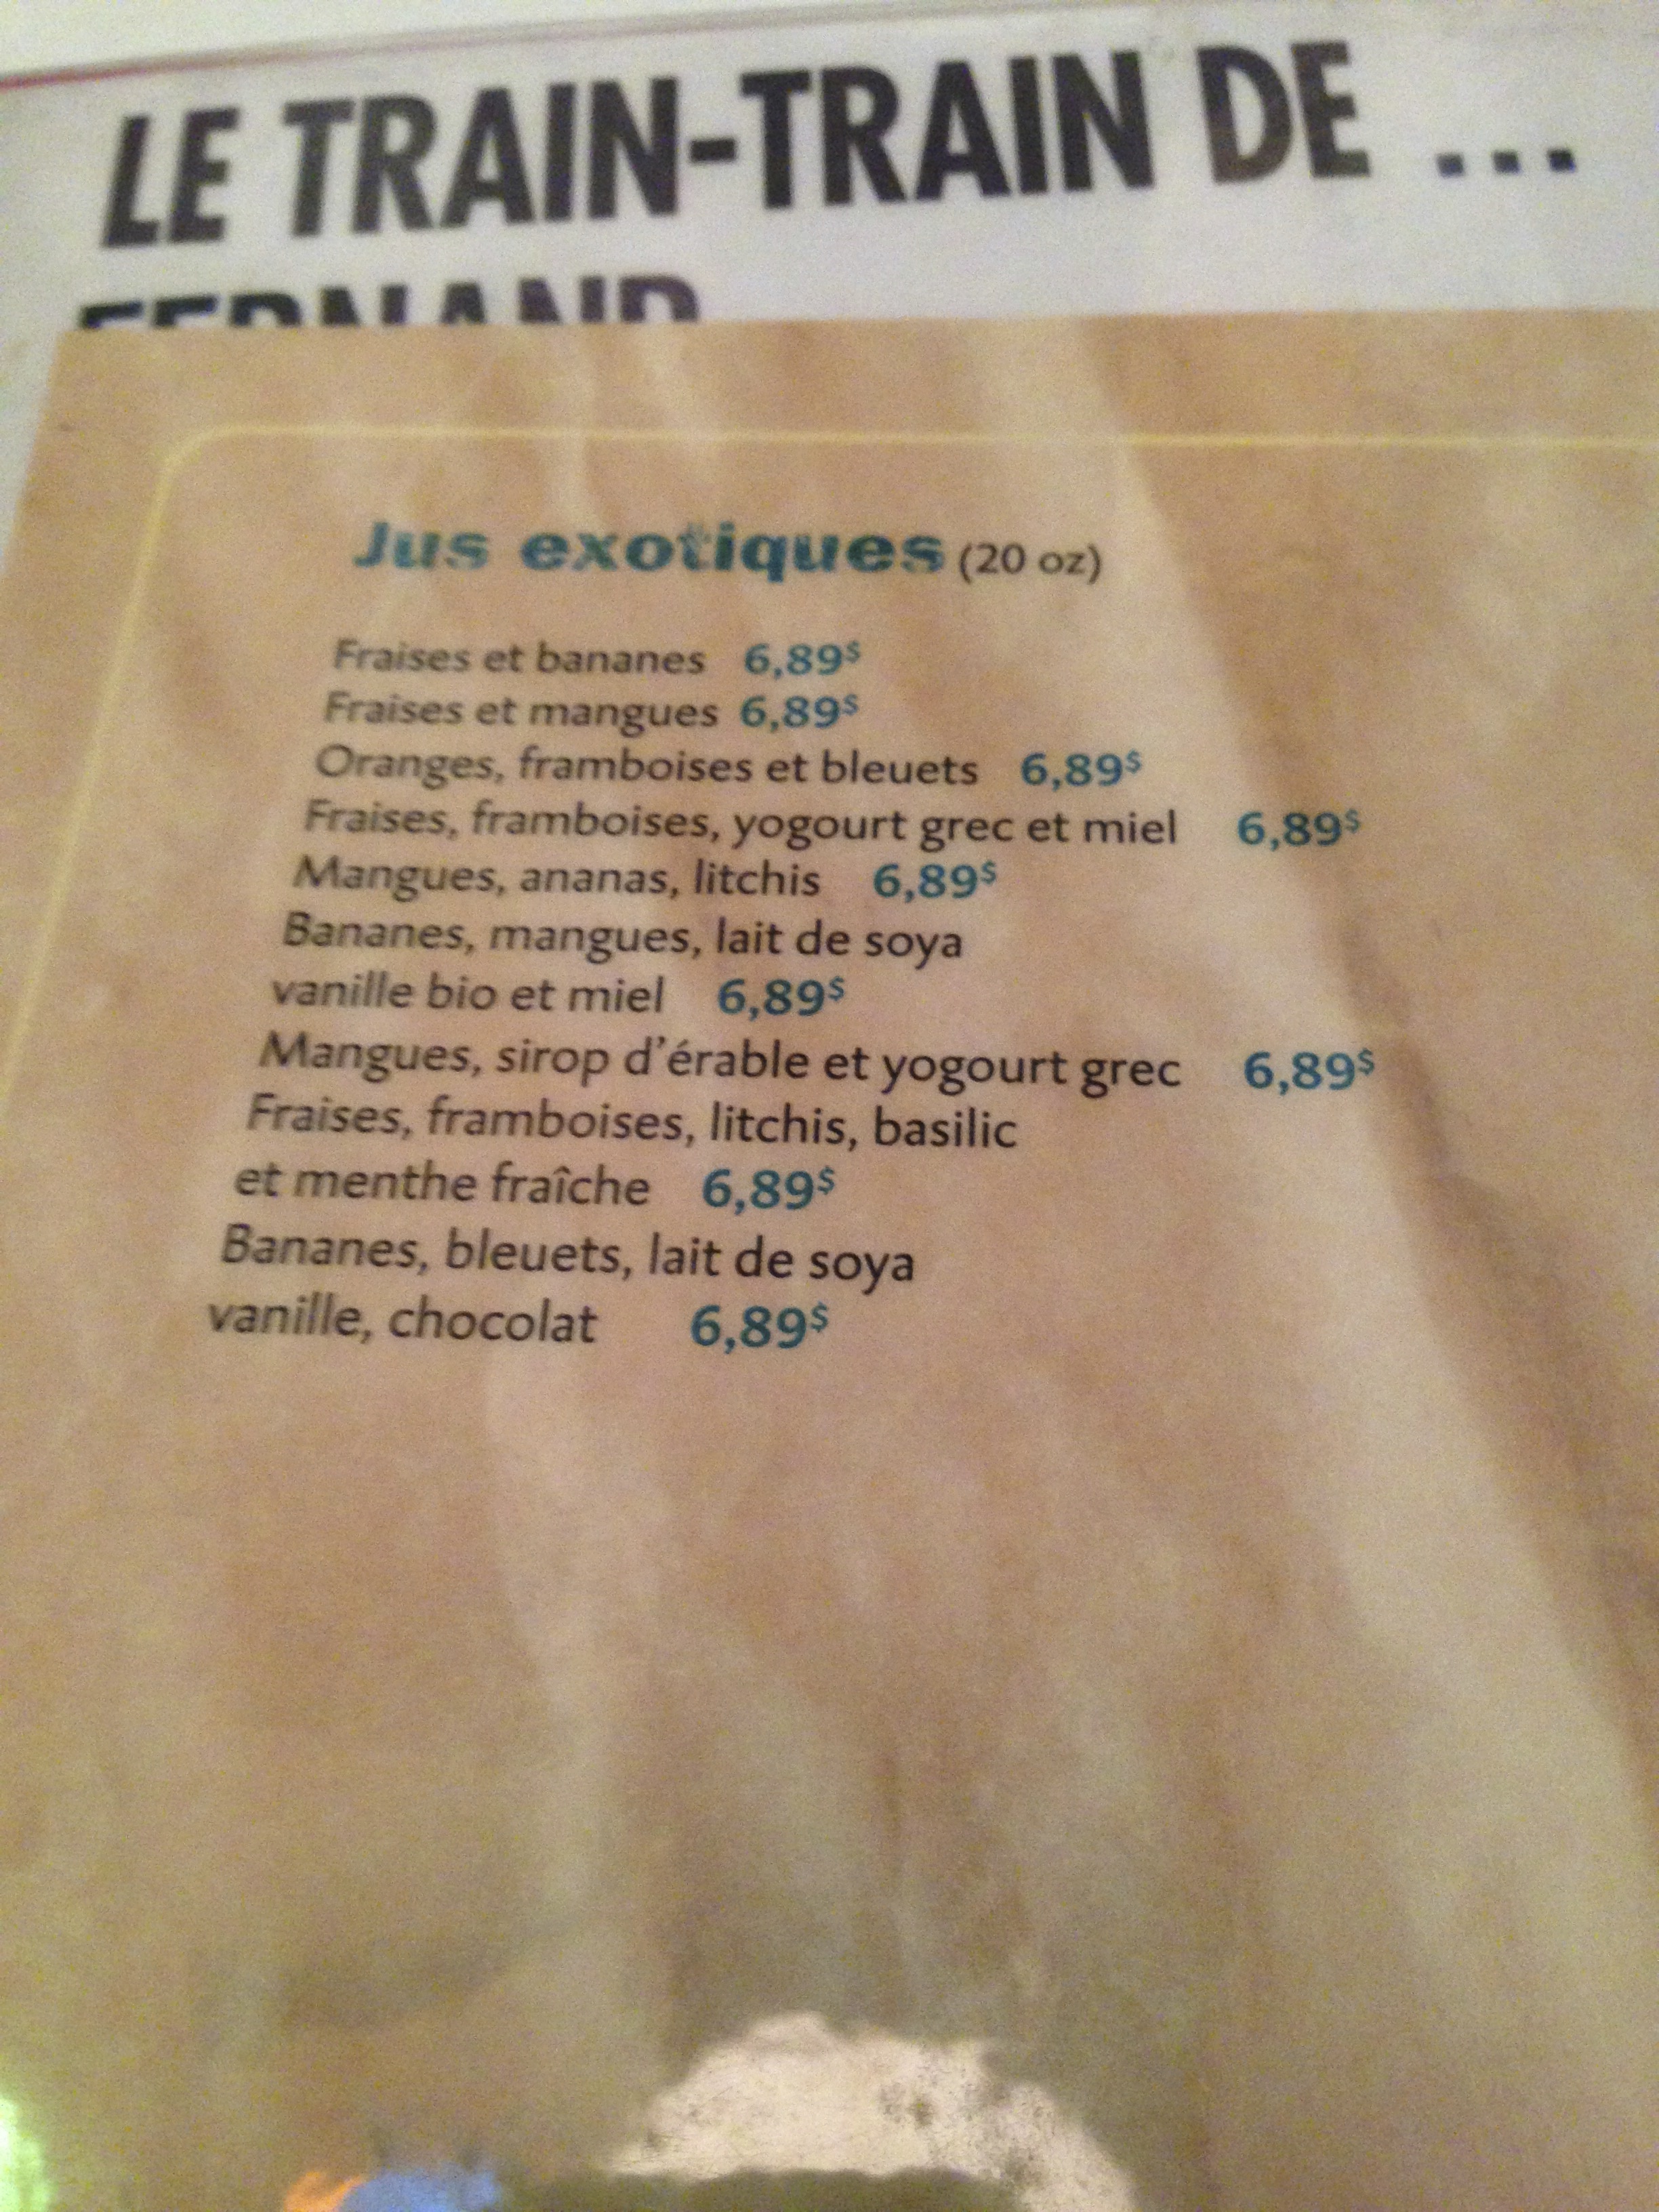 LE TRAIN-TRAIN DE ...
FERNAND
Jus exotiques (20 oz)
Fraises et bananes 6,89$
Fraises et mangues 6,89$
Oranges, framboises et bleuets 6,89$
Fraises, framboises, yogourt grec et miel 6,89$
Mangues, ananas, litchis 6,89$
Bananes, mangues, lait de soya
vanille bio et miel 6,89$
Mangues, sirop d'érable et yogourt grec 6,89$
Fraises, framboises, litchis, basilic
et menthe fraîche 6,89$
Bananes, bleuets, lait de soya
vanille, chocolat 6,89$